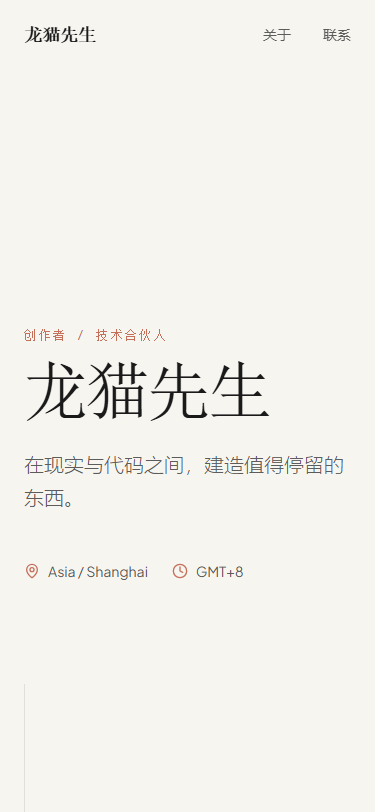 龙猫先生
关于
联系
创作者 / 技术合伙人
龙猫先生
在现实与代码之间，建造值得停留的
东西。
Asia / Shanghai
GMT+8